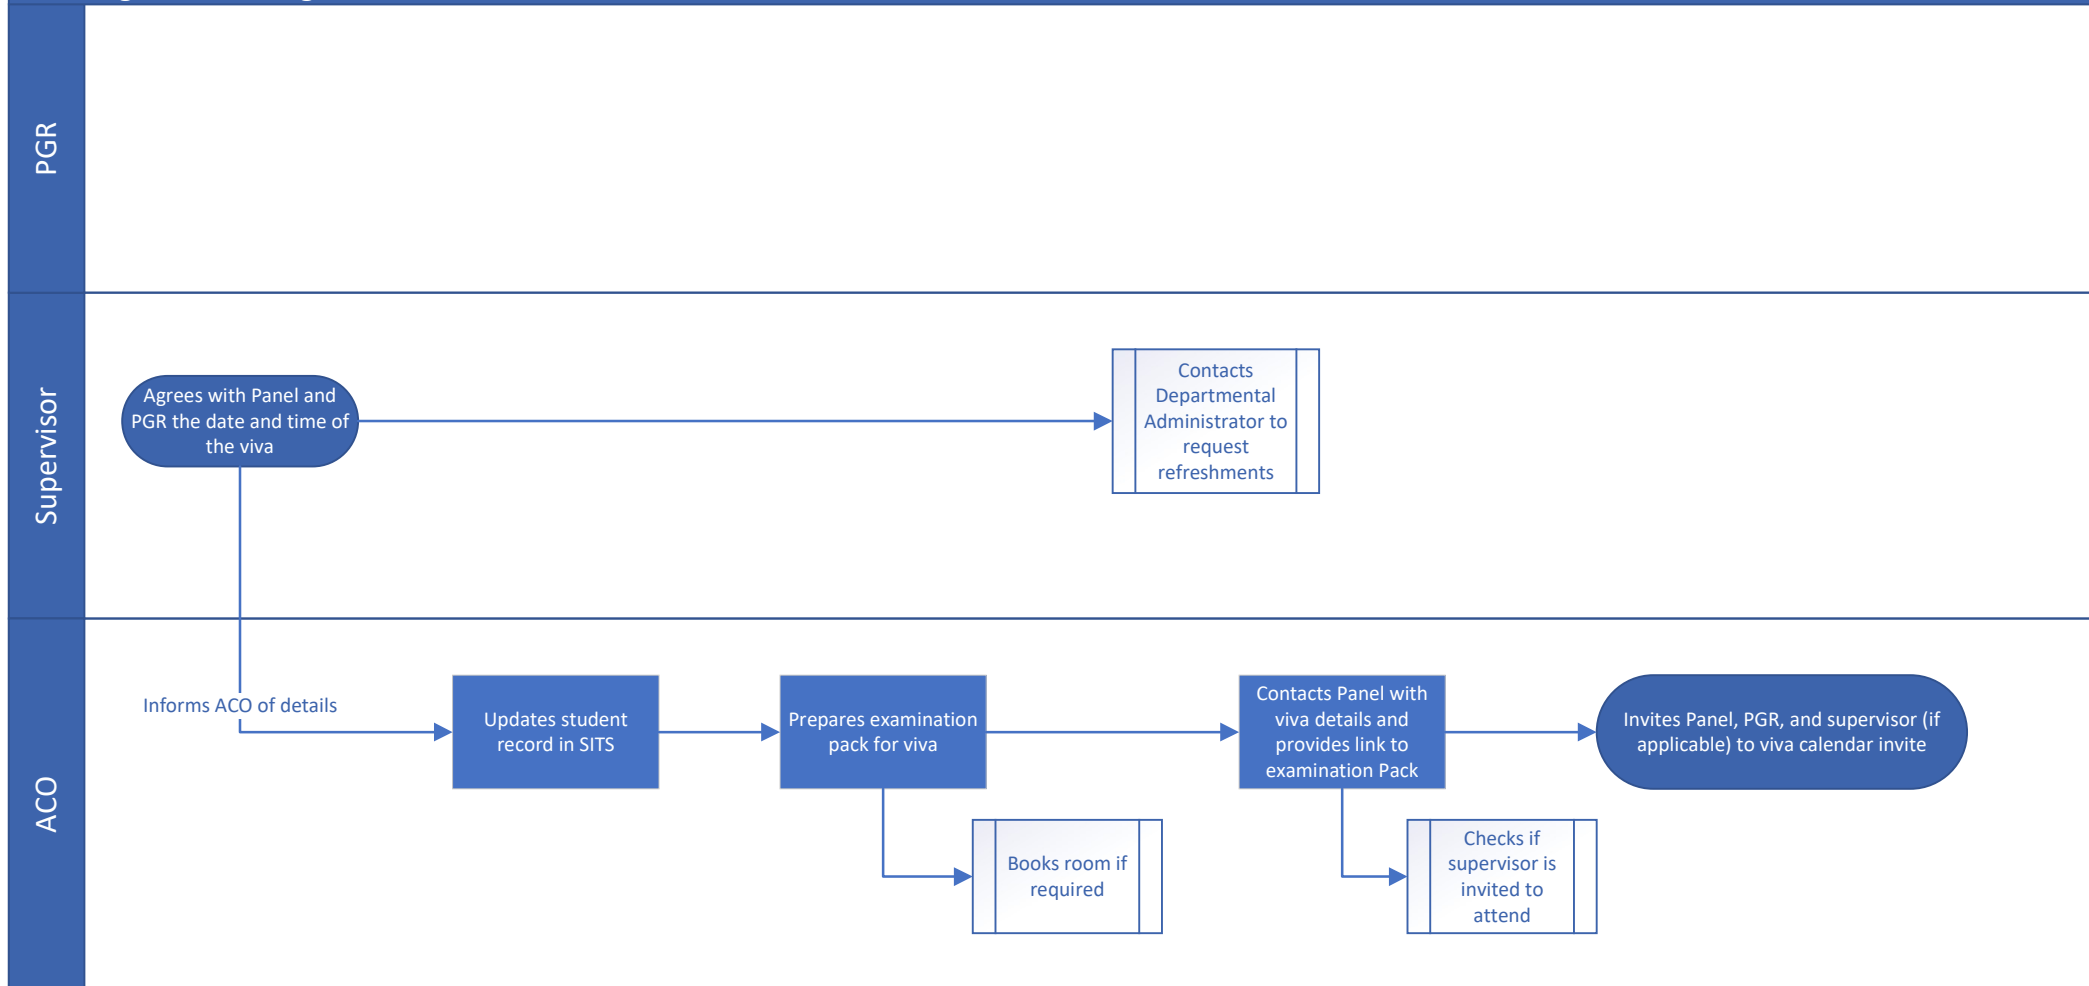 PGR
Supervisor
Agrees with Panel and
PGR the date and time of
the viva
Contacts
Departmental
Administrator to
request
refreshments
ACO
Informs ACO of details
Updates student
record in SITS
Prepares examination
pack for viva
Books room if
required
Contacts Panel with
viva details and
provides link to
examination Pack
Checks if
supervisor is
invited to
attend
Invites Panel, PGR, and supervisor (if
applicable) to viva calendar invite